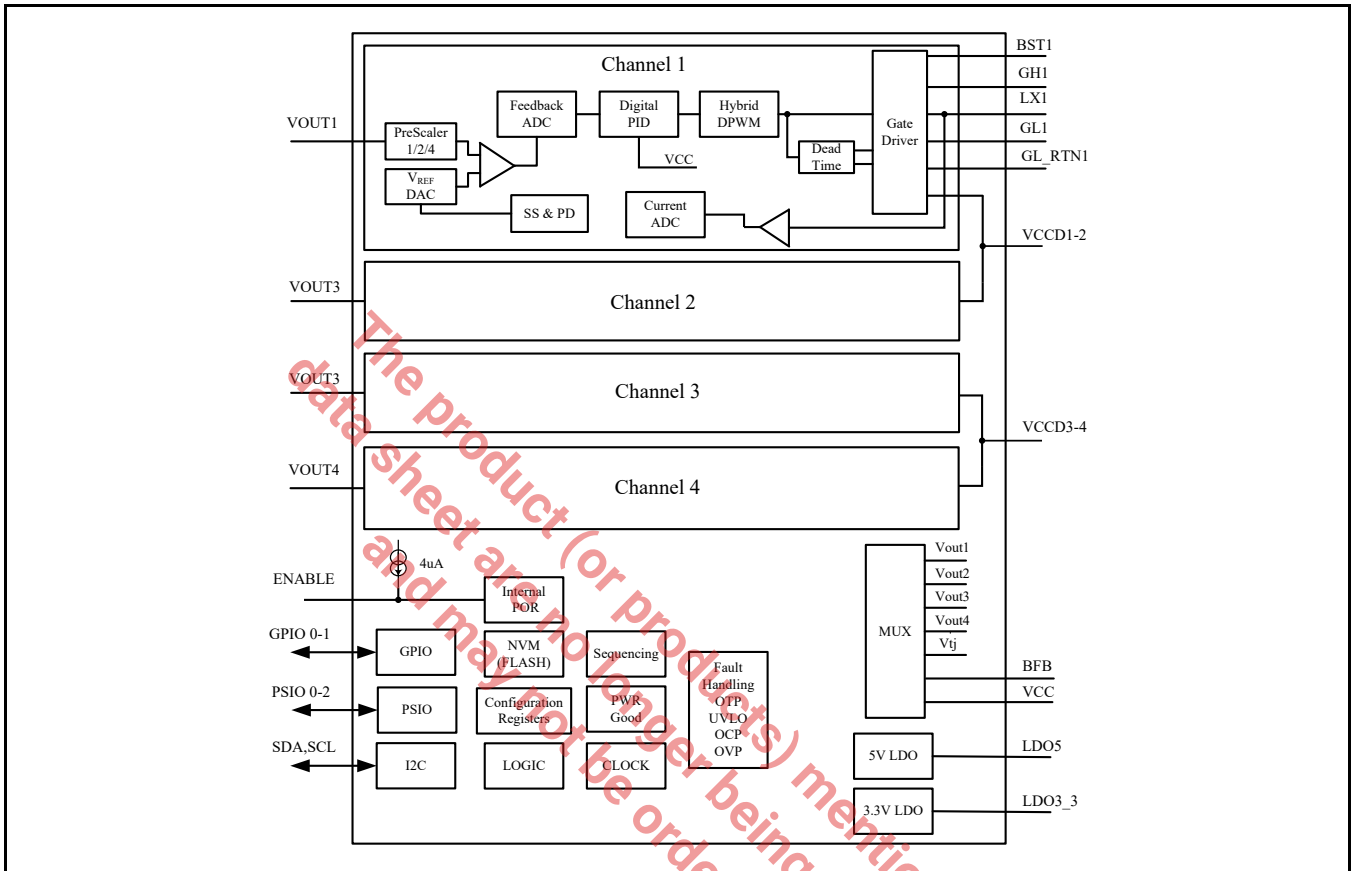 Channel 1
BST1
GH1
LX1
GL1
GL_RTN1
VOUT1
PreScaler
1/2/4
VREF
DAC
Feedback
ADC
Digital
PID
Hybrid
DPWM
VCC
Dead
Time
Gate
Driver
SS & PD
Current
ADC
VCCD1-2
VOUT3
Channel 2
VOUT3
Channel 3
VCCD3-4
VOUT4
Channel 4
4uA
ENABLE
Internal
POR
GPIO 0-1
GPIO
NVM
(FLASH)
Sequencing
PSIO 0-2
PSIO
Configuration
Registers
PWR
Good
SDA,SCL
I2C
LOGIC
CLOCK
Fault
Handling
OTP
UVLO
OCP
OVP
MUX
Vout1
Vout2
Vout3
Vout4
Vtj
BFB
VCC
5V LDO
LDO5
3.3V LDO
LDO3_3
The product (or products) mentio
data sheet are no longer being
and may not be orde